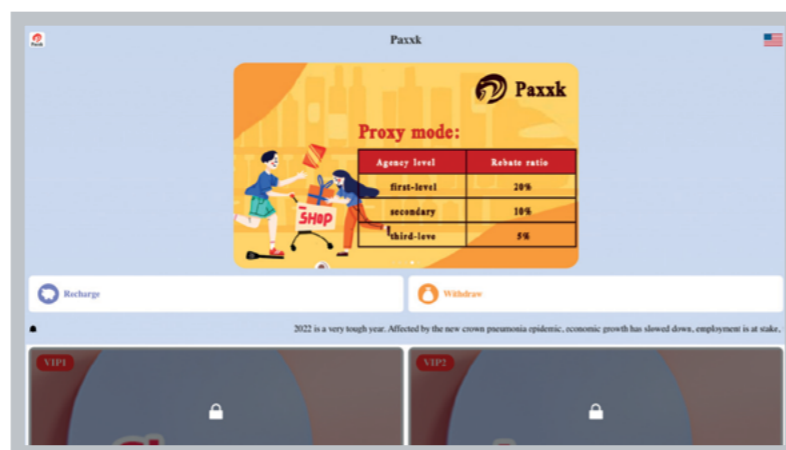 Paxxk
Paxxk
Paxxk
Proxy mode:
Agency level Rebate ratio
first-level 20%
secondary 10%
third-leve 5%
SHOP
Recharge Withdraw
2022 is a very tough year. Affected by the new crown pneumonia epidemic, economic growth has slowed down, employment is at stake,
VIP1 VIP2